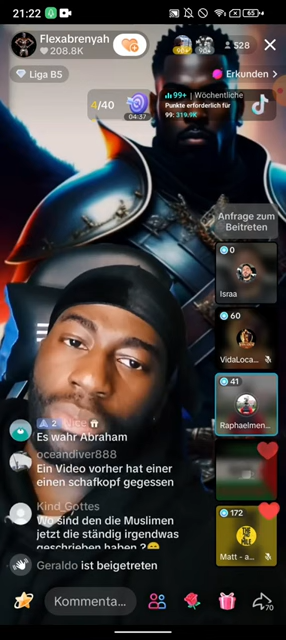 21:22
65
Flexabrenyah
208.8K
528
Liga B5
Erkunden
4/40
04:37
99+ | Wöchentliche
Punkte erforderlich für
99: 319.9K
Anfrage zum
Beitreten
0
Israa
60
VidaLoca...
41
Raphaelmen...
172
Matt - a...
2
Es wahr Abraham
oceandiver888
Ein Video vorher hat einer
einen schafkopf gegessen
Kind_Gottes
Wo sind den die Muslimen
jetzt die ständig irgendwas
geschrieben haben ?
Geraldo ist beigetreten
Kommenta...
70